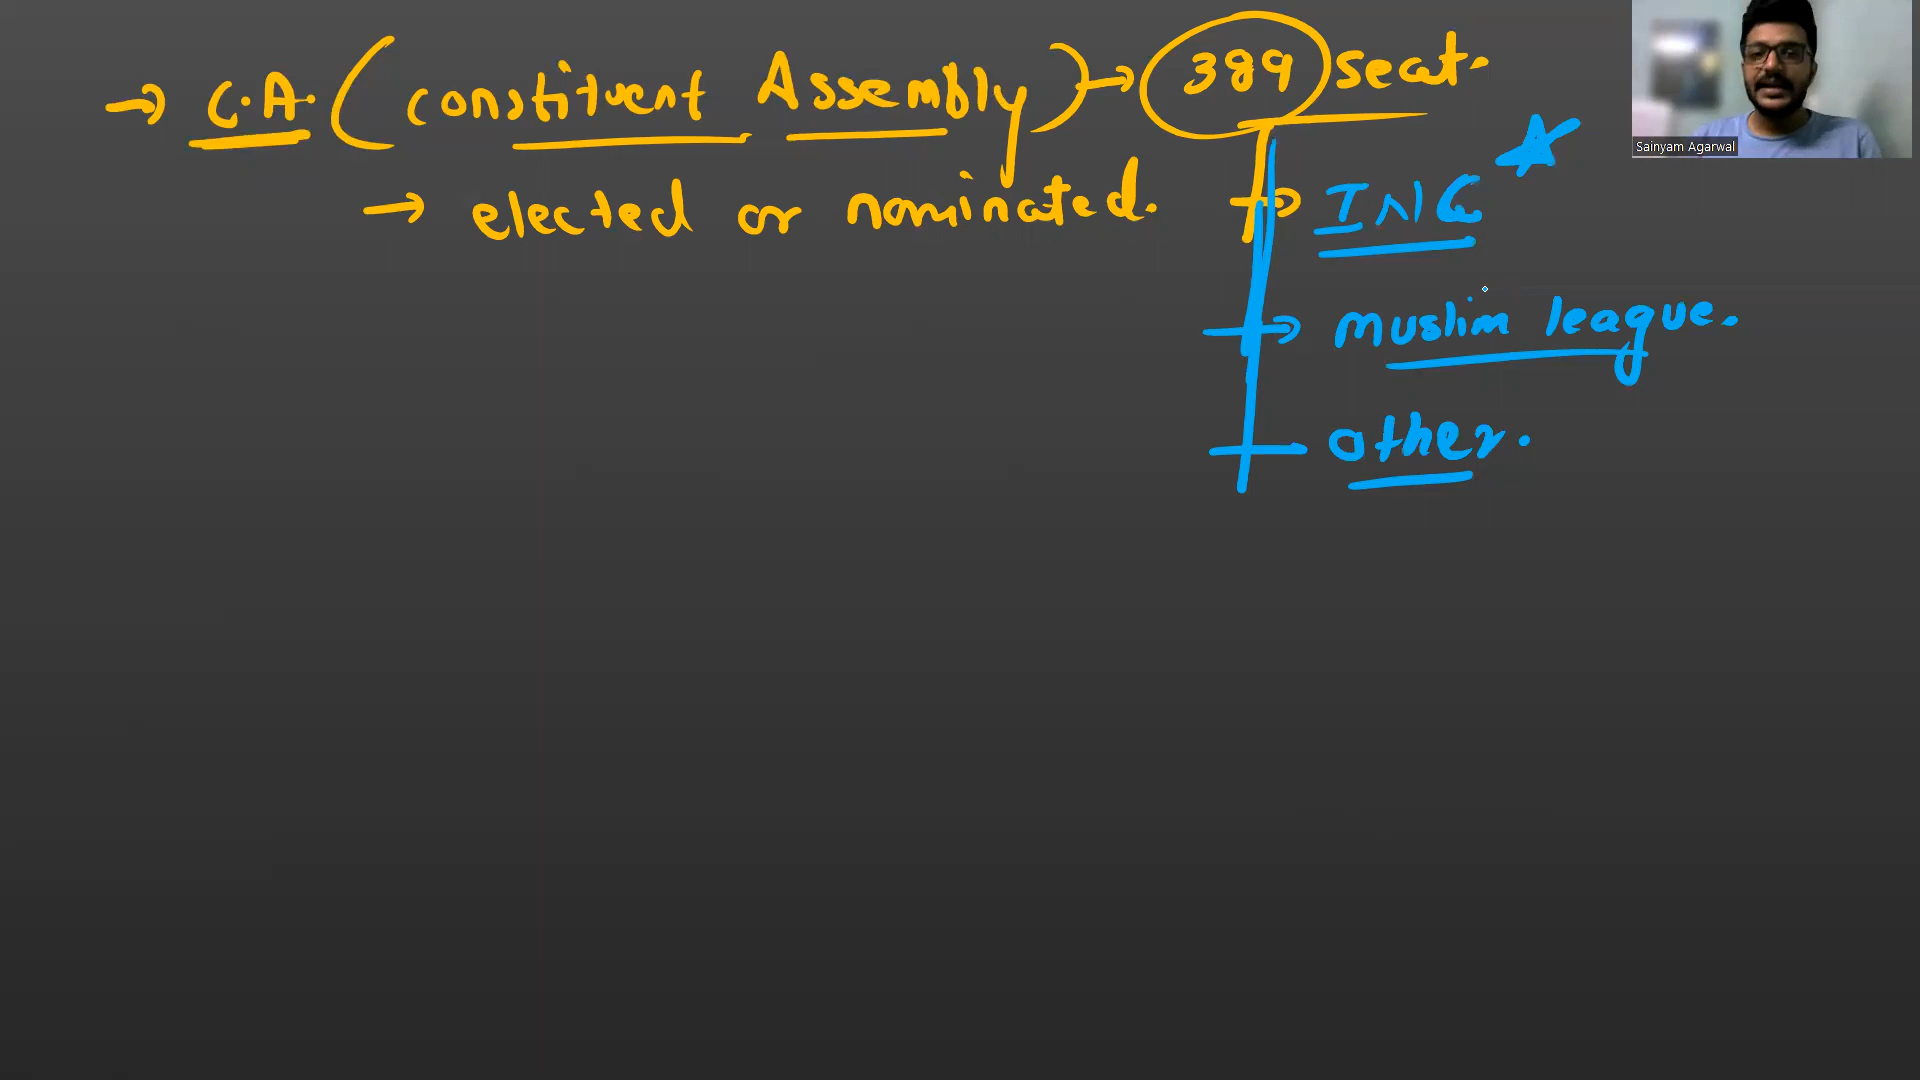 → C.A. (constituent Assembly) → 389 seat.
→ elected or nominated.
→ INC
→ muslim league.
other.
Sainyam Agarwal